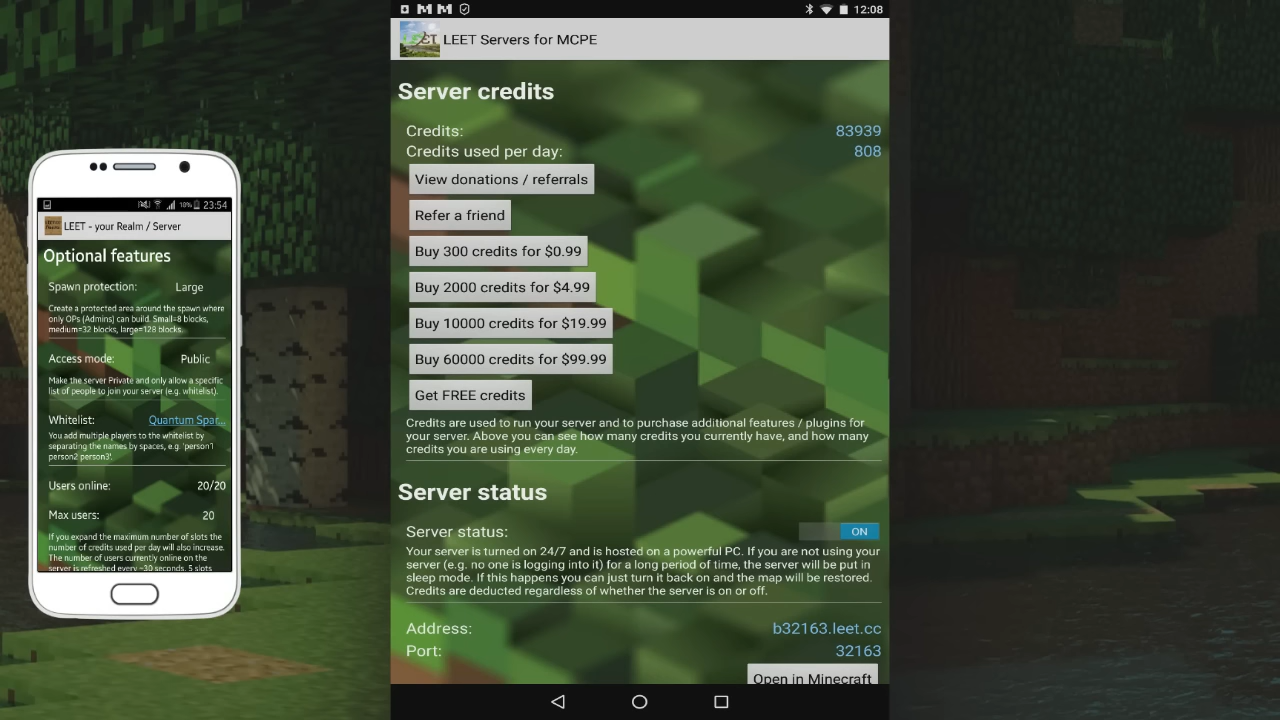 23:54
LEET - your Realm / Server
Optional features
Spawn protection: Large
Create a protected area around the spawn where
only OPs (Admins) can build. Small=8 blocks,
medium=32 blocks, large=128 blocks.
Access mode: Public
Make the server Private and only allow a specific
list of people to join your server (e.g. whitelist).
Whitelist: Quantum Spar...
You add multiple players to the whitelist by
separating the names by spaces, e.g. 'person1
person2 person3'.
Users online: 20/20
Max users: 20
If you expand the maximum number of slots the
number of credits used per day will also increase.
The number of users currently online on the
server is refreshed every ~30 seconds. 5 slots
12:08
LEET Servers for MCPE
Server credits
Credits: 83939
Credits used per day: 808
View donations / referrals
Refer a friend
Buy 300 credits for $0.99
Buy 2000 credits for $4.99
Buy 10000 credits for $19.99
Buy 60000 credits for $99.99
Get FREE credits
Credits are used to run your server and to purchase additional features / plugins for
your server. Above you can see how many credits you currently have, and how many
credits you are using every day.
Server status
Server status: ON
Your server is turned on 24/7 and is hosted on a powerful PC. If you are not using your
server (e.g. no one is logging into it) for a long period of time, the server will be put in
sleep mode. If this happens you can just turn it back on and the map will be restored.
Credits are deducted regardless of whether the server is on or off.
Address: b32163.leet.cc
Port: 32163
Open in Minecraft